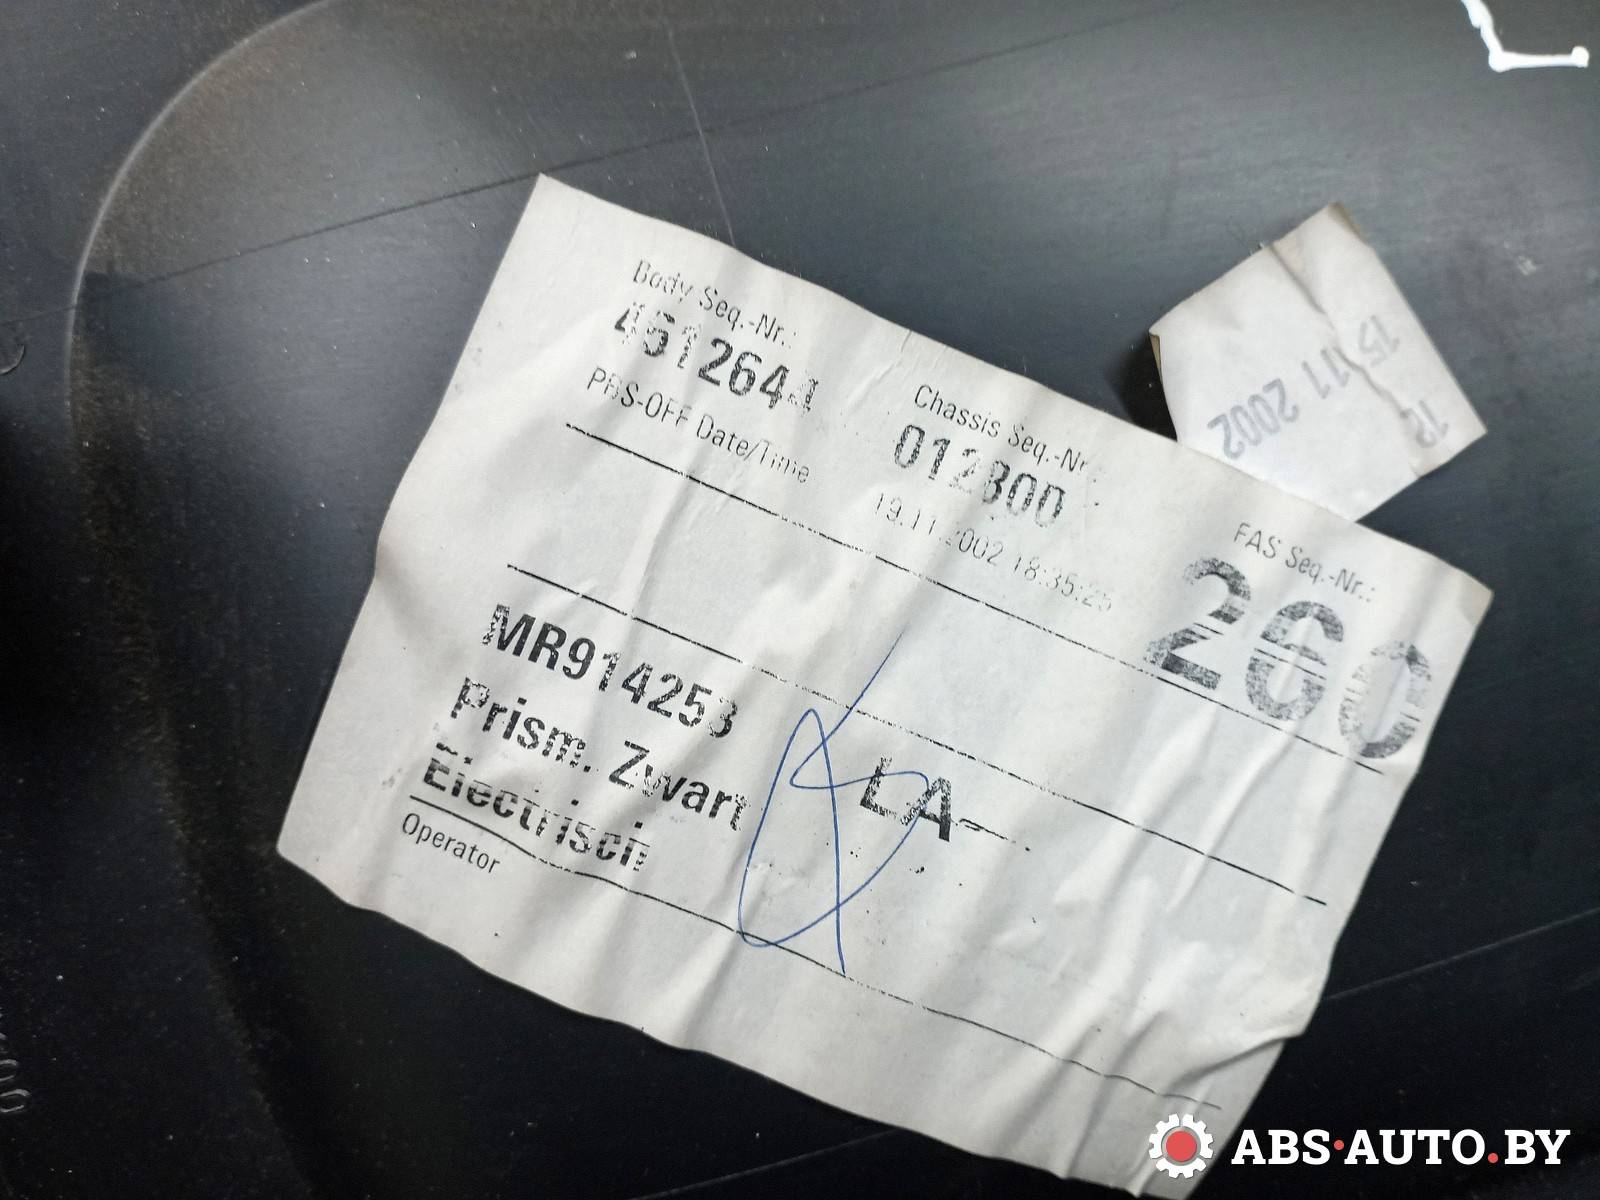 Body Seq.-Nr.:
4512644
Chassis Seq.-Nr.:
012800
FAS Seq.-Nr.:
260
PBS-OFF Date/Time
19.11.2002 18:35:25
MR914253
Prism. Zwart
LA
Electrisch
Operator
15 11 2002
12
ABS·AUTO.BY